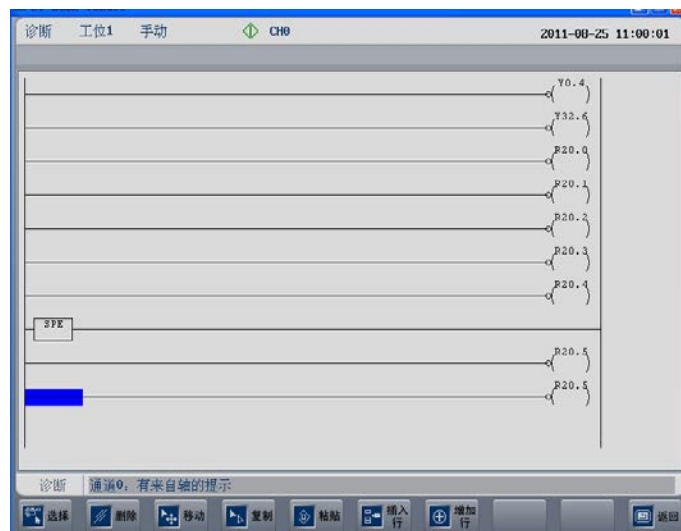 诊断 工位1 手动 CH0 2011-08-25 11:00:01
Y0.4
Y32.6
R20.0
R20.1
R20.2
R20.3
R20.4
SPE
R20.5
R20.5
诊断 通道0：有来自轴的提示
选择 删除 移动 复制 粘贴 插入行 增加行 返回